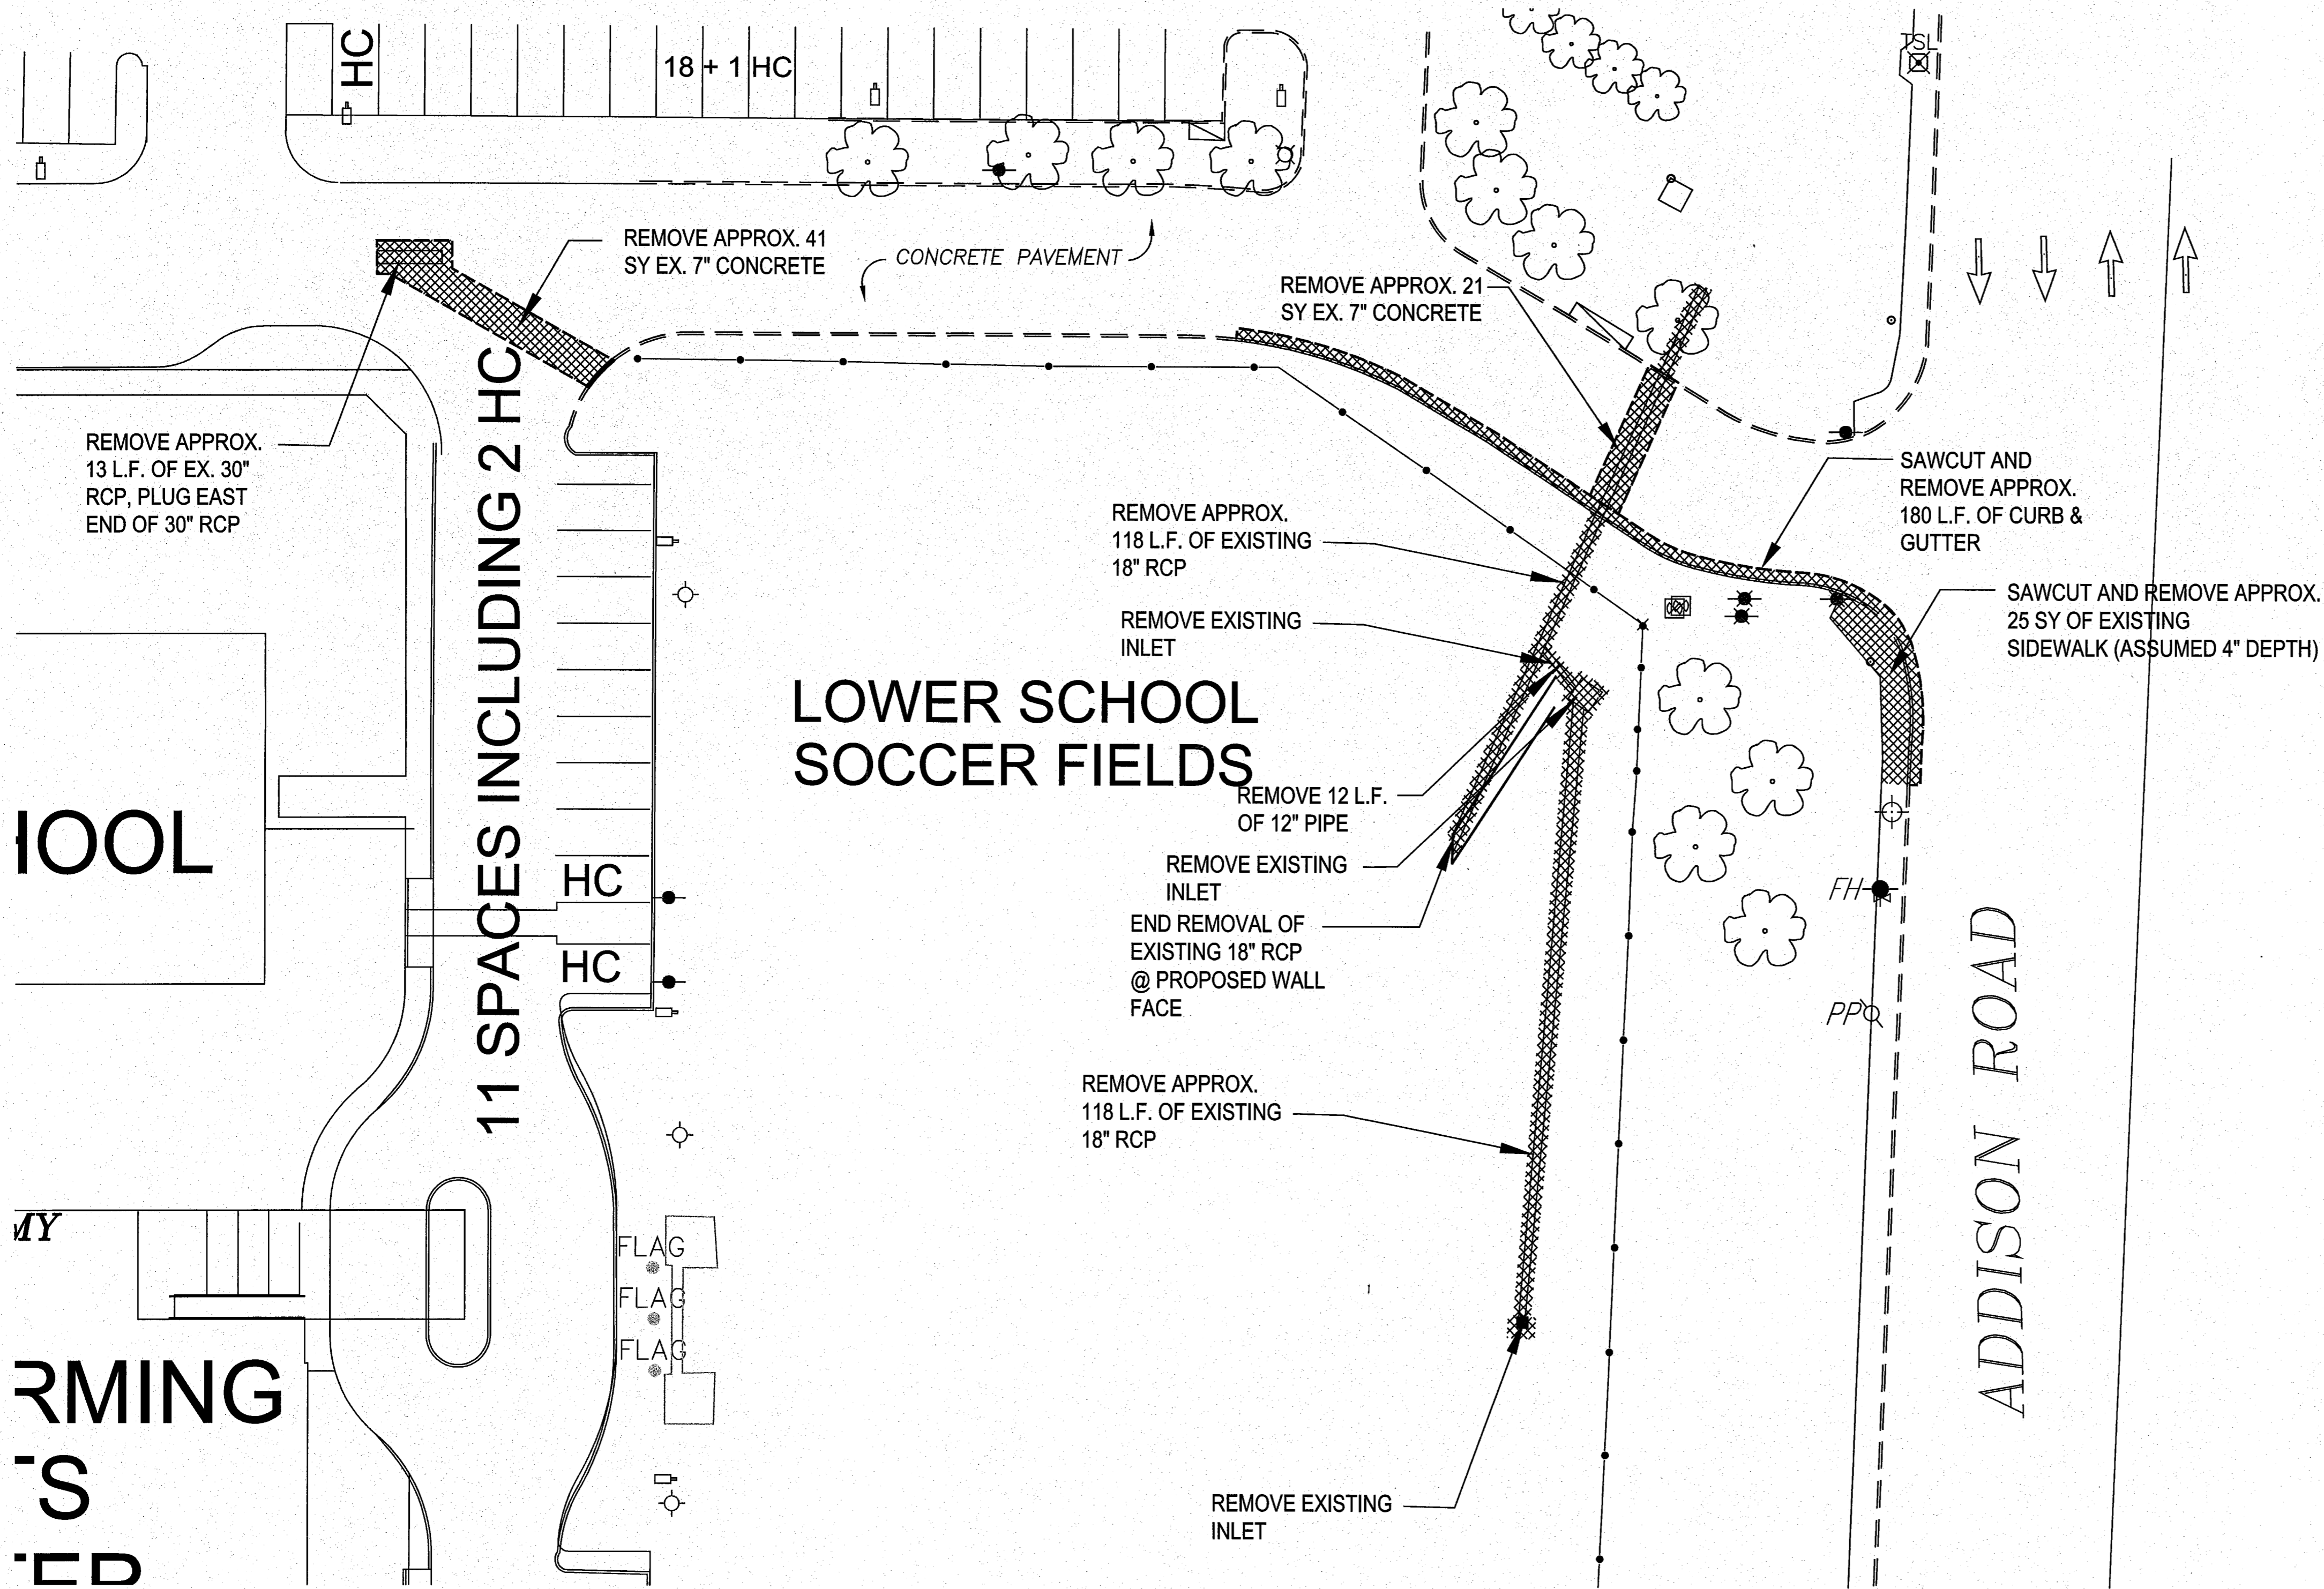 HC
18 + 1 HC
TSL
REMOVE APPROX. 41
SY EX. 7" CONCRETE
CONCRETE PAVEMENT
REMOVE APPROX. 21
SY EX. 7" CONCRETE
REMOVE APPROX.
13 L.F. OF EX. 30"
RCP, PLUG EAST
END OF 30" RCP
11 SPACES INCLUDING 2 HC
SAWCUT AND
REMOVE APPROX.
180 L.F. OF CURB &
GUTTER
REMOVE APPROX.
118 L.F. OF EXISTING
18" RCP
SAWCUT AND REMOVE APPROX.
25 SY OF EXISTING
SIDEWALK (ASSUMED 4" DEPTH)
REMOVE EXISTING
INLET
LOWER SCHOOL
SOCCER FIELDS
REMOVE 12 L.F.
OF 12" PIPE
HOOL
REMOVE EXISTING
INLET
HC
HC
FH
END REMOVAL OF
EXISTING 18" RCP
@ PROPOSED WALL
FACE
PP
ADDISON ROAD
REMOVE APPROX.
118 L.F. OF EXISTING
18" RCP
MY
FLAG
FLAG
FLAG
RMING
TS
TER
REMOVE EXISTING
INLET